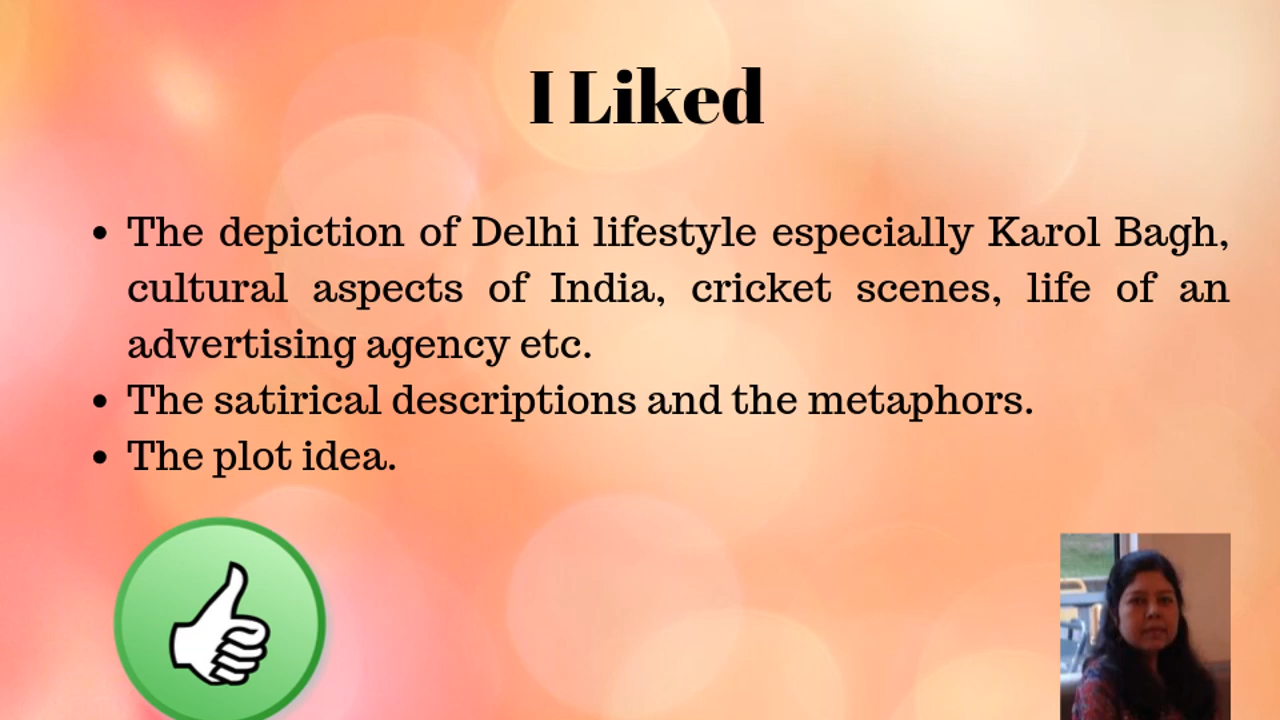 I Liked
• The depiction of Delhi lifestyle especially Karol Bagh,
cultural aspects of India, cricket scenes, life of an
advertising agency etc.
• The satirical descriptions and the metaphors.
• The plot idea.